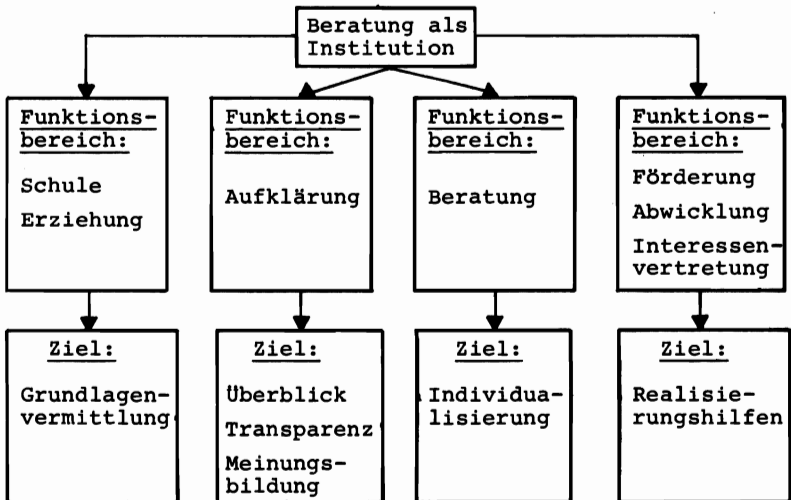 Beratung als
Institution
Funktions-
bereich:
Schule
Erziehung
Funktions-
bereich:
Aufklärung
Funktions-
bereich:
Beratung
Funktions-
bereich:
Förderung
Abwicklung
Interessen-
vertretung
Ziel:
Grundlagen-
vermittlung
Ziel:
Überblick
Transparenz
Meinungs-
bildung
Ziel:
Individua-
lisierung
Ziel:
Realisie-
rungshilfen